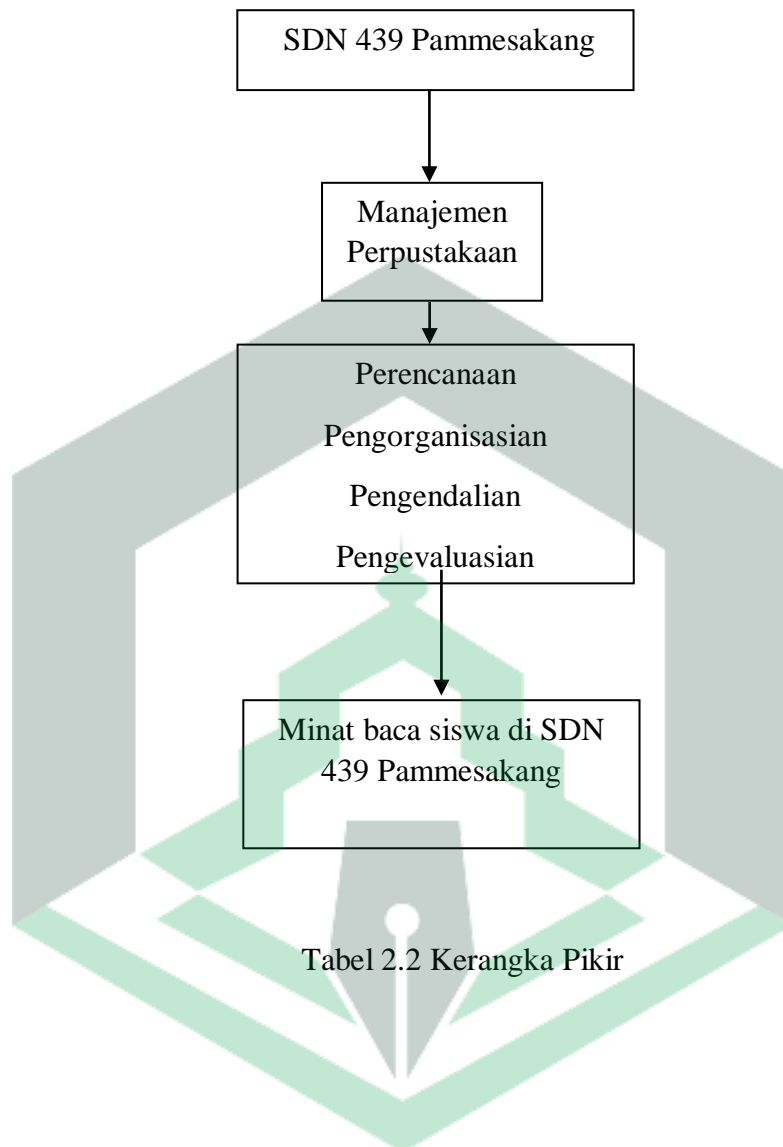 SDN 439 Pammesakang
Manajemen
Perpustakaan
Perencanaan
Pengorganisasian
Pengendalian
Pengevaluasian
Minat baca siswa di SDN
439 Pammesakang
Tabel 2.2 Kerangka Pikir